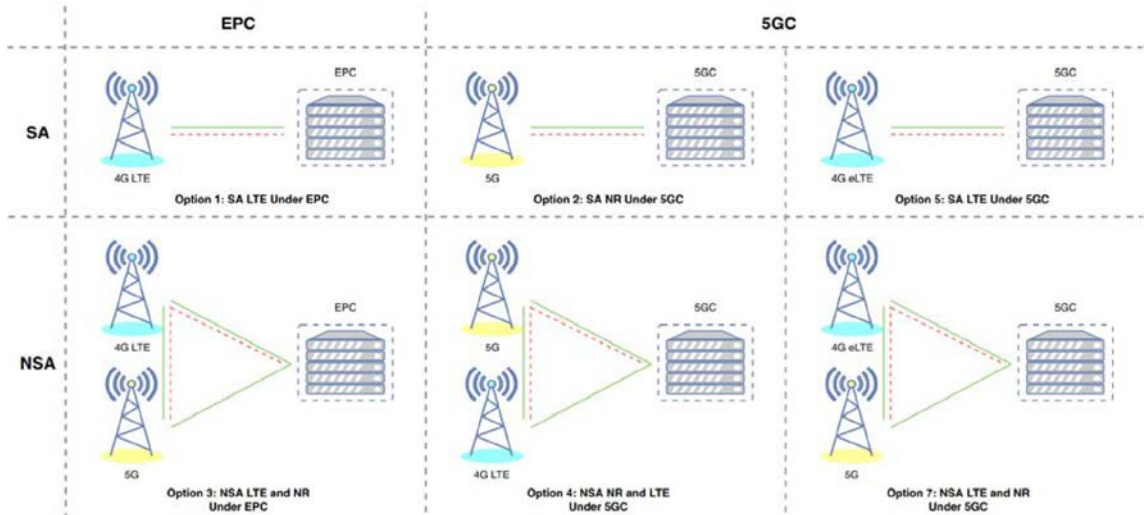 EPC
5GC
SA
EPC
4G LTE
Option 1: SA LTE Under EPC
5GC
5G
Option 2: SA NR Under 5GC
5GC
4G eLTE
Option 5: SA LTE Under 5GC
NSA
4G LTE
EPC
5G
Option 3: NSA LTE and NR
Under EPC
5G
5GC
4G LTE
Option 4: NSA NR and LTE
Under 5GC
4G eLTE
5GC
5G
Option 7: NSA LTE and NR
Under 5GC